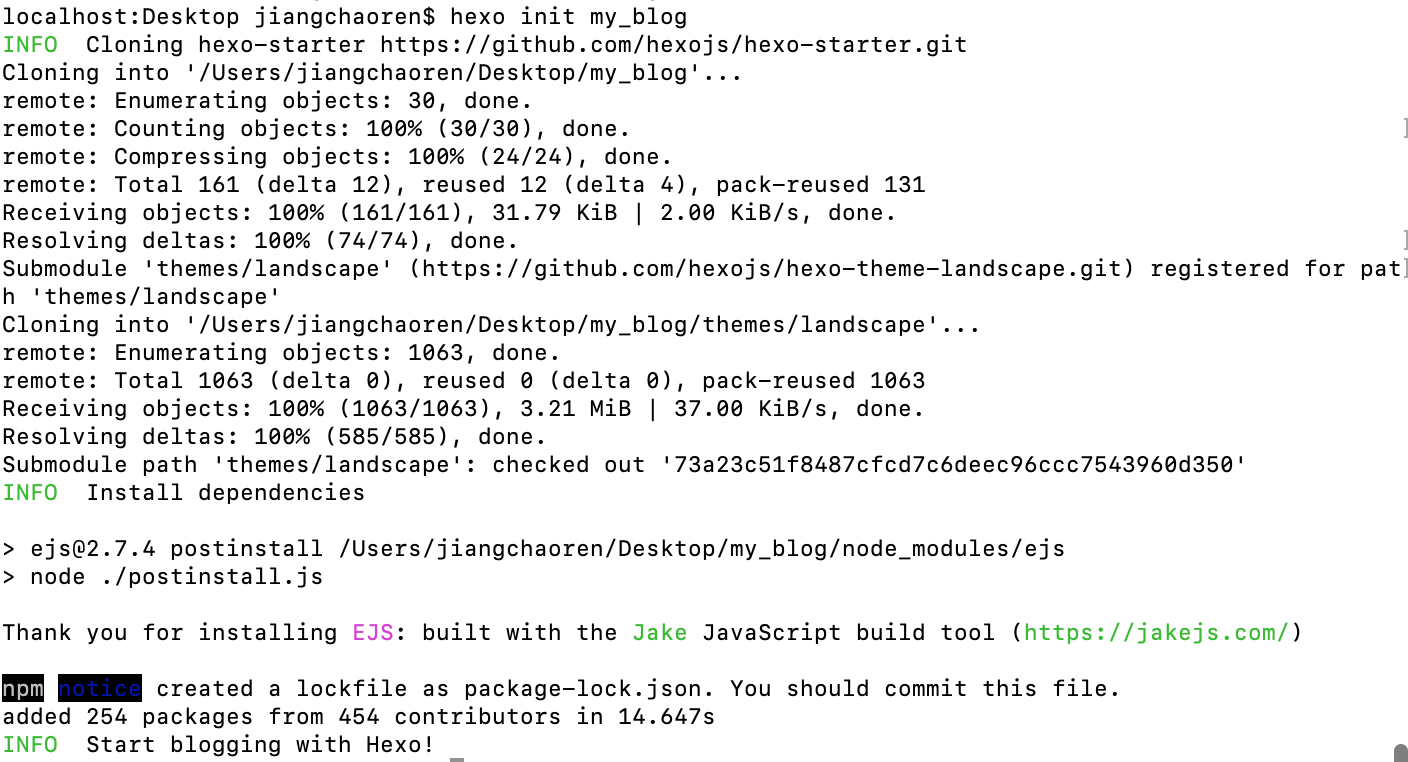 localhost:Desktop jiangchaoren$ hexo init my_blog
INFO  Cloning hexo-starter https://github.com/hexojs/hexo-starter.git
Cloning into '/Users/jiangchaoren/Desktop/my_blog'...
remote: Enumerating objects: 30, done.
remote: Counting objects: 100% (30/30), done.
remote: Compressing objects: 100% (24/24), done.
remote: Total 161 (delta 12), reused 12 (delta 4), pack-reused 131
Receiving objects: 100% (161/161), 31.79 KiB | 2.00 KiB/s, done.
Resolving deltas: 100% (74/74), done.
Submodule 'themes/landscape' (https://github.com/hexojs/hexo-theme-landscape.git) registered for pat
h 'themes/landscape'
Cloning into '/Users/jiangchaoren/Desktop/my_blog/themes/landscape'...
remote: Enumerating objects: 1063, done.
remote: Total 1063 (delta 0), reused 0 (delta 0), pack-reused 1063
Receiving objects: 100% (1063/1063), 3.21 MiB | 37.00 KiB/s, done.
Resolving deltas: 100% (585/585), done.
Submodule path 'themes/landscape': checked out '73a23c51f8487cfcd7c6deec96ccc7543960d350'
INFO  Install dependencies
> ejs@2.7.4 postinstall /Users/jiangchaoren/Desktop/my_blog/node_modules/ejs
> node ./postinstall.js
Thank you for installing EJS: built with the Jake JavaScript build tool (https://jakejs.com/)
npm notice created a lockfile as package-lock.json. You should commit this file.
added 254 packages from 454 contributors in 14.647s
INFO  Start blogging with Hexo!